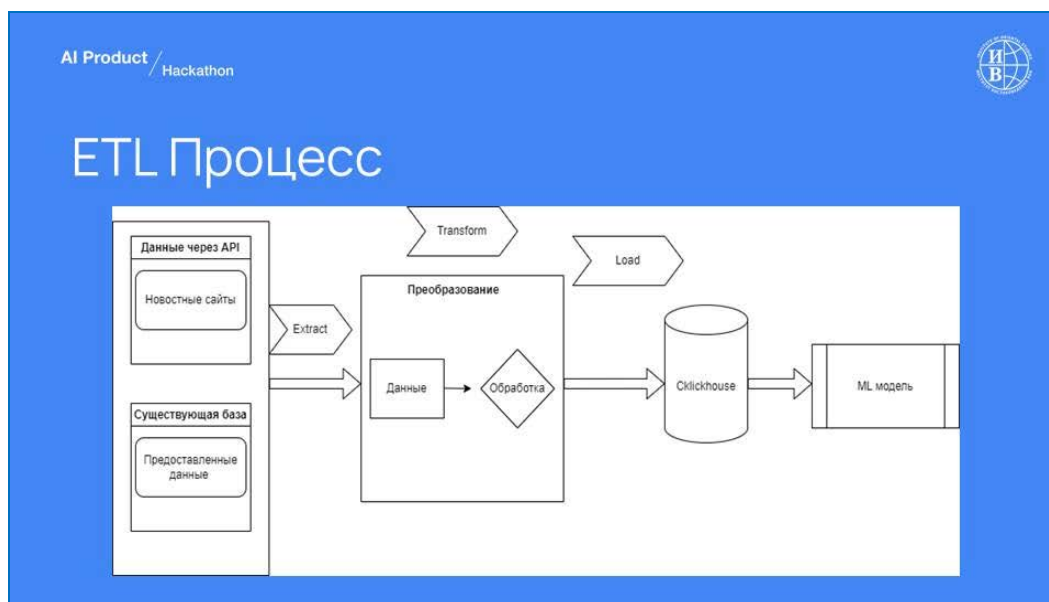 AI Product / Hackathon
И
В
ETL Процесс
Transform
Load
Данные через API
Новостные сайты
Extract
Преобразование
Данные
Обработка
Cklickhouse
ML модель
Существующая база
Предоставленные
данные